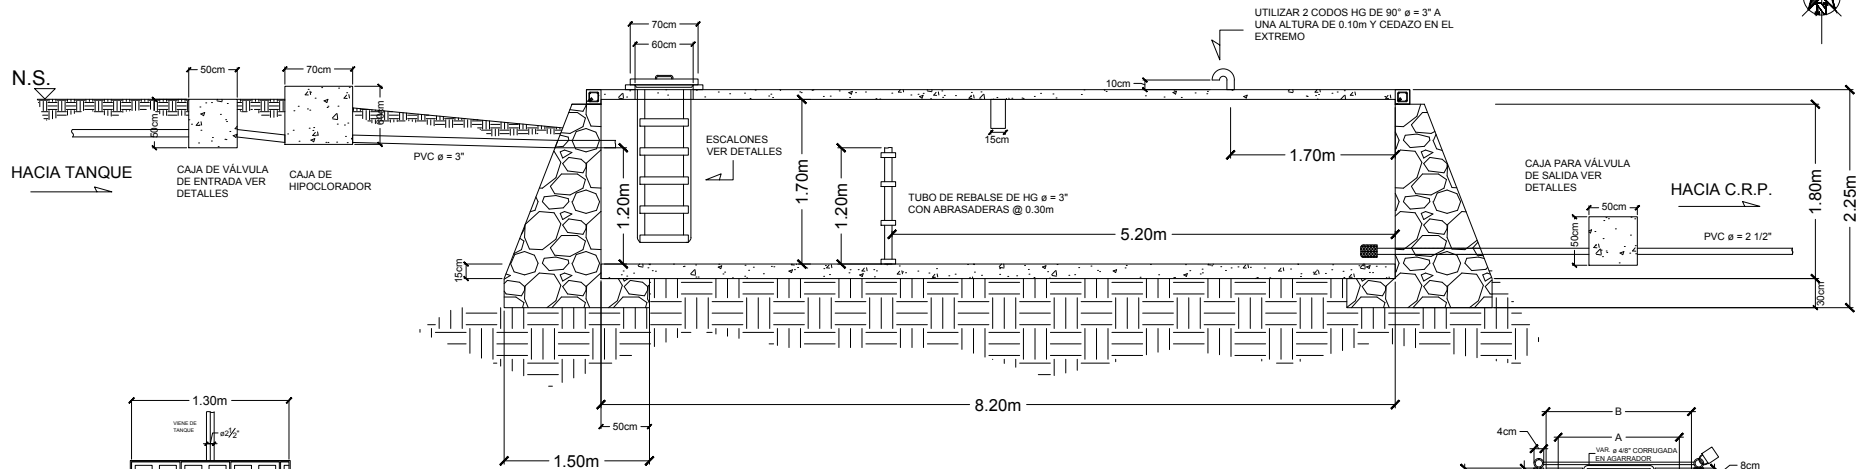 UTILIZAR 2 CODOS HG DE 90° ø = 3" A
UNA ALTURA DE 0.10m Y CEDAZO EN EL
EXTREMO
70cm
60cm
N.S.
50cm
70cm
10cm
50cm
60cm
15cm
ESCALONES
VER DETALLES
PVC ø = 3"
HACIA TANQUE
CAJA DE VÁLVULA
DE ENTRADA VER
DETALLES
CAJA DE
HIPOCLORADOR
1.70m
CAJA PARA VÁLVULA
DE SALIDA VER
DETALLES
HACIA C.R.P.
1.20m
1.70m
1.20m
TUBO DE REBALSE DE HG ø = 3"
CON ABRASADERAS @ 0.30m
1.80m
2.25m
50cm
50cm
5.20m
PVC ø = 2 1/2"
15cm
30cm
8.20m
50cm
1.50m
1.30m
VIENE DE
TANQUE
ø2½"
B
4cm
A
VAR. ø 4/8" CORRUGADA
EN AGARRADOR
8cm